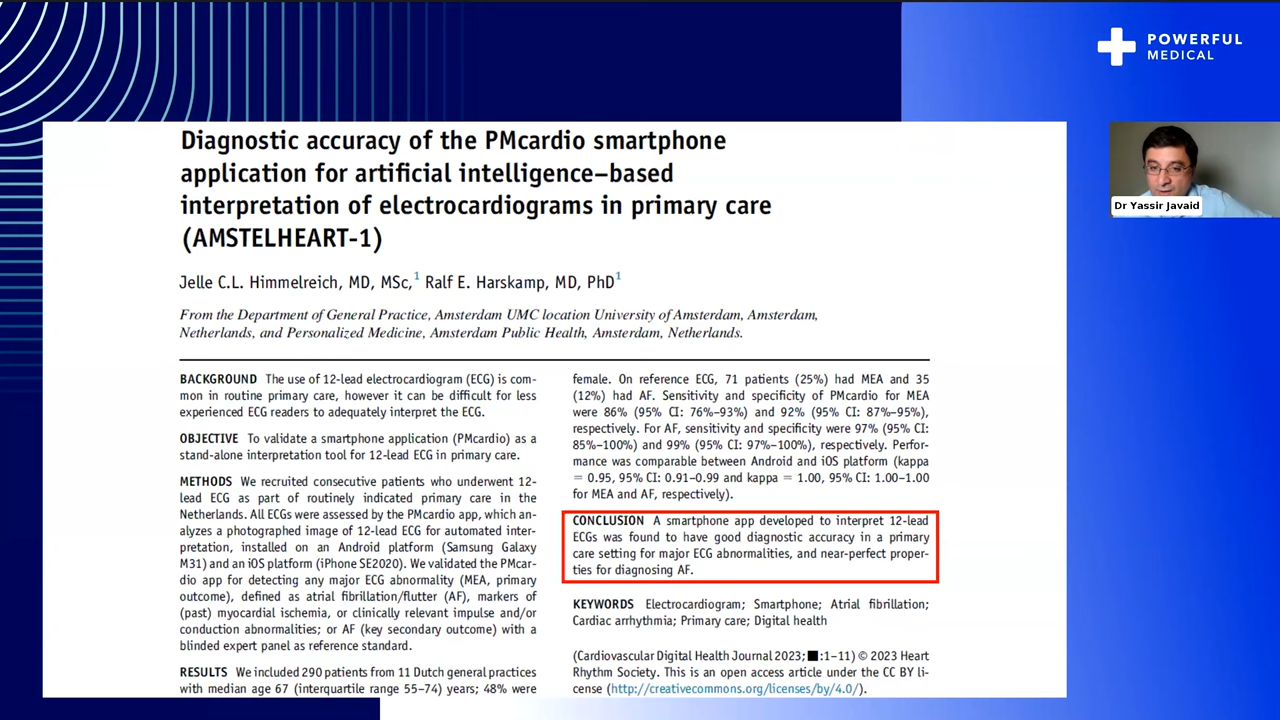 POWERFUL
MEDICAL
Diagnostic accuracy of the PMcardio smartphone
application for artificial intelligence–based
interpretation of electrocardiograms in primary care
(AMSTELHEART-1)
Jelle C.L. Himmelreich, MD, MSc,1 Ralf E. Harskamp, MD, PhD1
From the Department of General Practice, Amsterdam UMC location University of Amsterdam, Amsterdam,
Netherlands, and Personalized Medicine, Amsterdam Public Health, Amsterdam, Netherlands.
BACKGROUND The use of 12-lead electrocardiogram (ECG) is com-
mon in routine primary care, however it can be difficult for less
experienced ECG readers to adequately interpret the ECG.
OBJECTIVE To validate a smartphone application (PMcardio) as a
stand-alone interpretation tool for 12-lead ECG in primary care.
METHODS We recruited consecutive patients who underwent 12-
lead ECG as part of routinely indicated primary care in the
Netherlands. All ECGs were assessed by the PMcardio app, which an-
alyzes a photographed image of 12-lead ECG for automated inter-
pretation, installed on an Android platform (Samsung Galaxy
M31) and an iOS platform (iPhone SE2020). We validated the PMcar-
dio app for detecting any major ECG abnormality (MEA, primary
outcome), defined as atrial fibrillation/flutter (AF), markers of
(past) myocardial ischemia, or clinically relevant impulse and/or
conduction abnormalities; or AF (key secondary outcome) with a
blinded expert panel as reference standard.
RESULTS We included 290 patients from 11 Dutch general practices
with median age 67 (interquartile range 55–74) years; 48% were
female. On reference ECG, 71 patients (25%) had MEA and 35
(12%) had AF. Sensitivity and specificity of PMcardio for MEA
were 86% (95% CI: 76%–93%) and 92% (95% CI: 87%–95%),
respectively. For AF, sensitivity and specificity were 97% (95% CI:
85%–100%) and 99% (95% CI: 97%–100%), respectively. Perfor-
mance was comparable between Android and iOS platform (kappa
= 0.95, 95% CI: 0.91–0.99 and kappa = 1.00, 95% CI: 1.00–1.00
for MEA and AF, respectively).
CONCLUSION A smartphone app developed to interpret 12-lead
ECGs was found to have good diagnostic accuracy in a primary
care setting for major ECG abnormalities, and near-perfect proper-
ties for diagnosing AF.
KEYWORDS Electrocardiogram; Smartphone; Atrial fibrillation;
Cardiac arrhythmia; Primary care; Digital health
(Cardiovascular Digital Health Journal 2023;■:1–11) © 2023 Heart
Rhythm Society. This is an open access article under the CC BY li-
cense (http://creativecommons.org/licenses/by/4.0/).
Dr Yassir Javaid